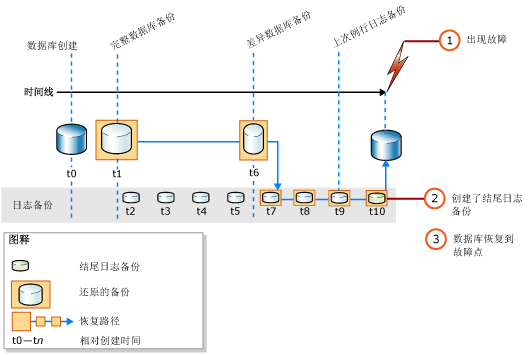 数据库创建
完整数据库备份
差异数据库备份
上次例行日志备份
1
出现故障
时间线
t0
t1
t6
日志备份
t2
t3
t4
t5
t7
t8
t9
t10
2
创建了结尾日志
备份
3
数据库恢复到
故障点
图释
结尾日志备份
还原的备份
恢复路径
t0—tn
相对创建时间